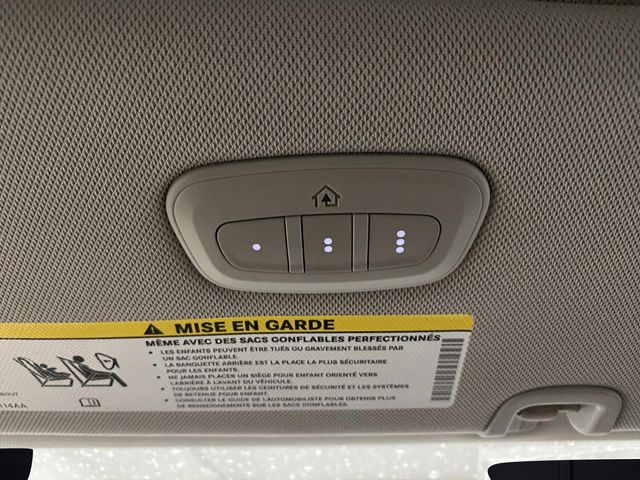 MISE EN GARDE
MÊME AVEC DES SACS GONFLABLES PERFECTIONNÉS
• LES ENFANTS PEUVENT ÊTRE TUÉS OU GRAVEMENT BLESSÉS PAR
UN SAC GONFLABLE.
• LA BANQUETTE ARRIÈRE EST LA PLACE LA PLUS SÉCURITAIRE
POUR LES ENFANTS.
• NE JAMAIS PLACER UN SIÈGE POUR ENFANT ORIENTÉ VERS
L'ARRIÈRE À L'AVANT DU VÉHICULE.
• TOUJOURS UTILISER LES CEINTURES DE SÉCURITÉ ET LES SYSTÈMES
DE RETENUE POUR ENFANT.
• CONSULTER LE GUIDE DE L'AUTOMOBILISTE POUR OBTENIR PLUS
DE RENSEIGNEMENTS SUR LES SACS GONFLABLES.
BOUT
114AA